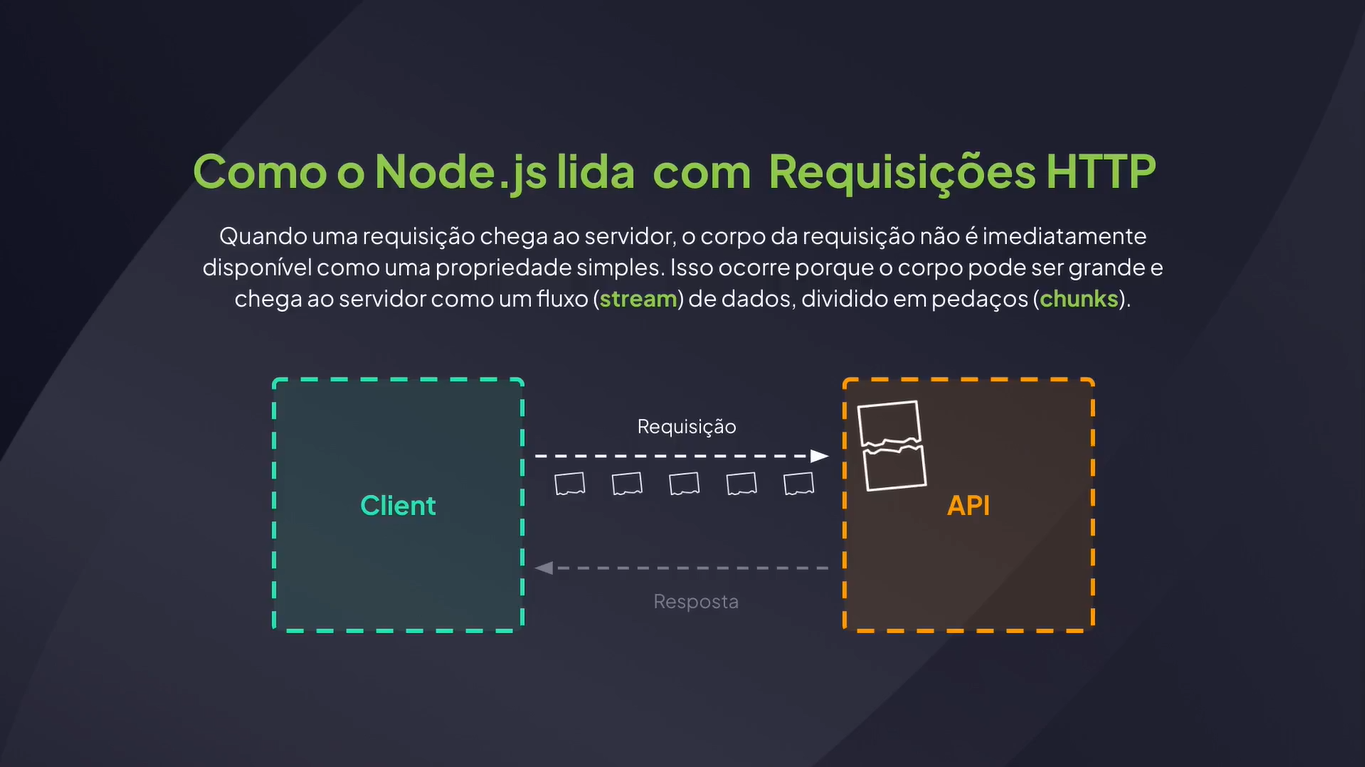 Como o Node.js lida com Requisições HTTP
Quando uma requisição chega ao servidor, o corpo da requisição não é imediatamente
disponível como uma propriedade simples. Isso ocorre porque o corpo pode ser grande e
chega ao servidor como um fluxo (stream) de dados, dividido em pedaços (chunks).
Requisição
Client
API
Resposta